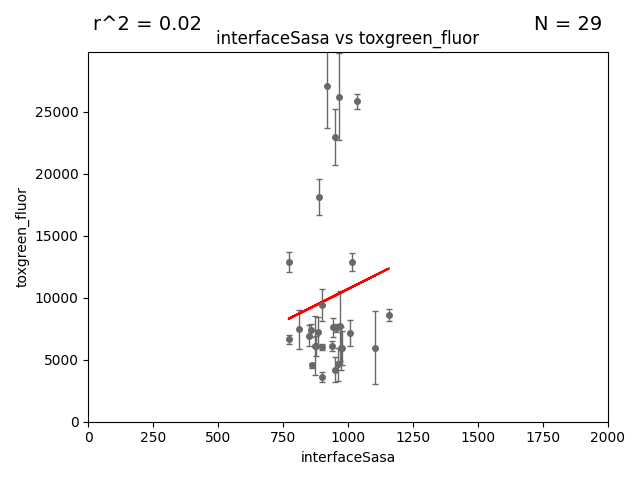 r^2 = 0.02
N = 29
interfaceSasa vs toxgreen_fluor
toxgreen_fluor
25000
20000
15000
10000
5000
0
0 250 500 750 1000 1250 1500 1750 2000
interfaceSasa